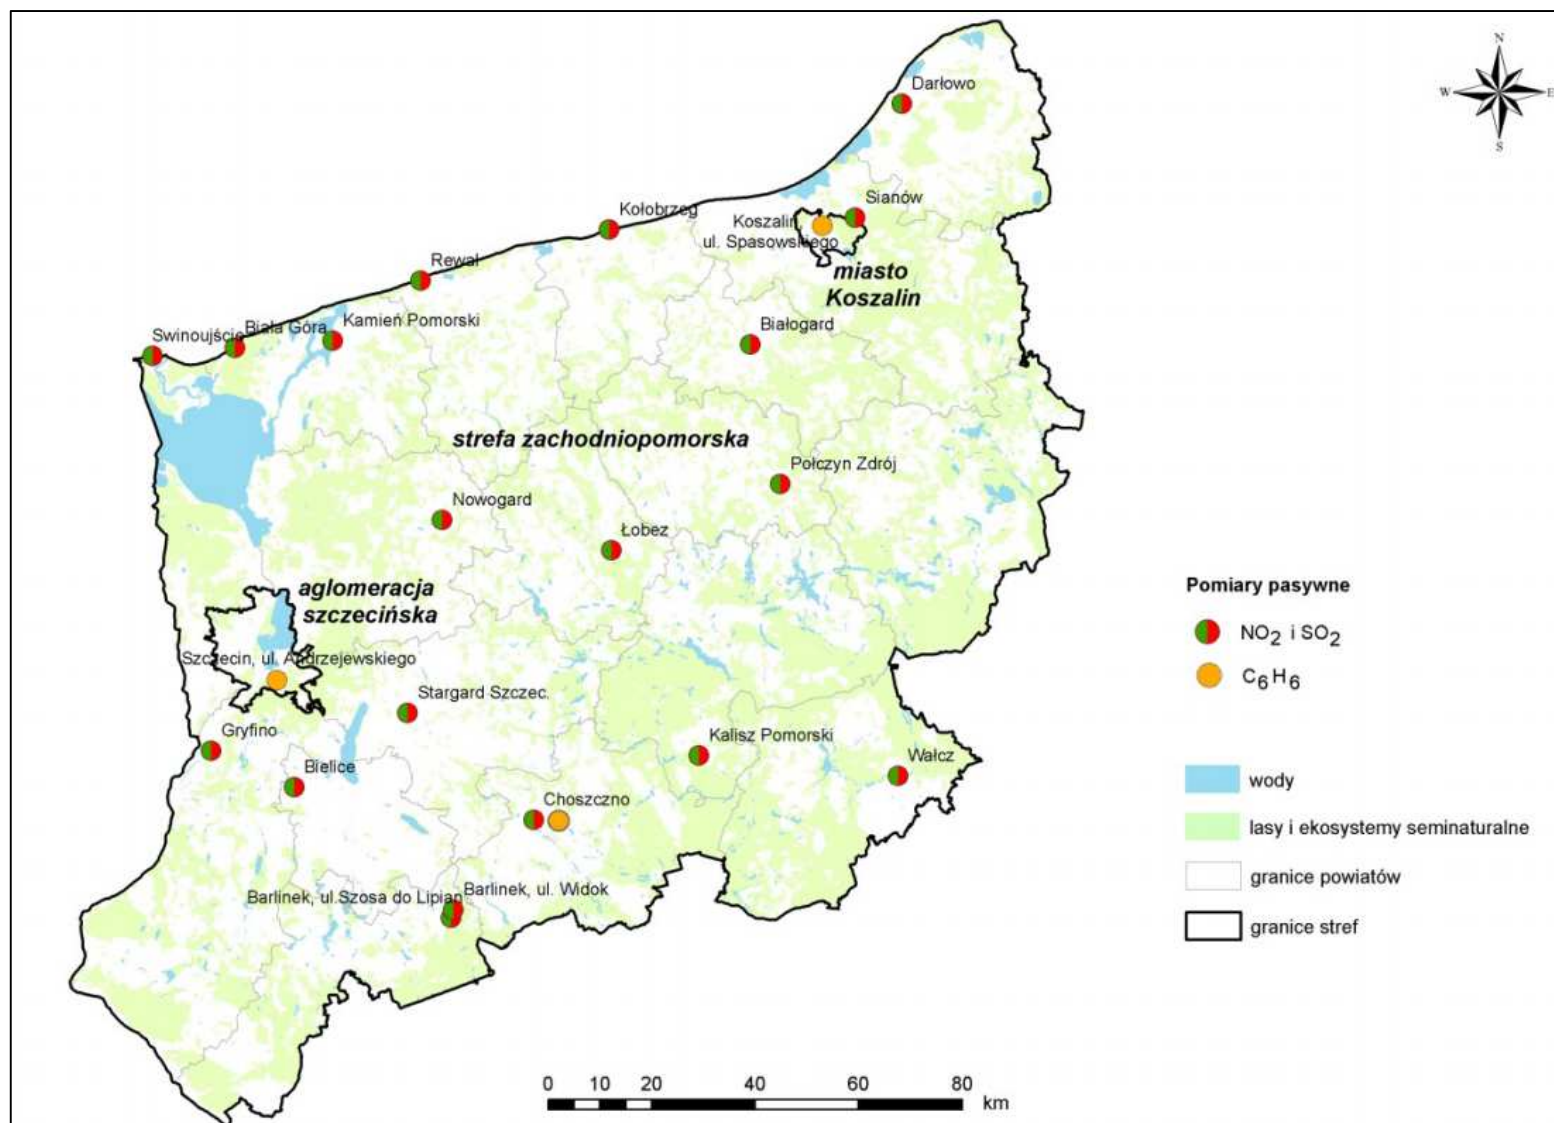 N
W
E
S
Darłowo
Sianów
Kołobrzeg
Koszalin,
ul. Spasowskiego
miasto
Koszalin
Rewal
Kamień Pomorski
Biała Góra
Swinoujście
Białogard
strefa zachodniopomorska
Połczyn Zdrój
Nowogard
Łobez
aglomeracja
szczecińska
Szczecin, ul. Andrzejewskiego
Stargard Szczec.
Gryfino
Bielice
Kalisz Pomorski
Wałcz
Choszczno
Barlinek, ul. Widok
Barlinek, ul.Szosa do Lipian
Pomiary pasywne
NO2 i SO2
C6H6
wody
lasy i ekosystemy seminaturalne
granice powiatów
granice stref
0 10 20 40 60 80
km